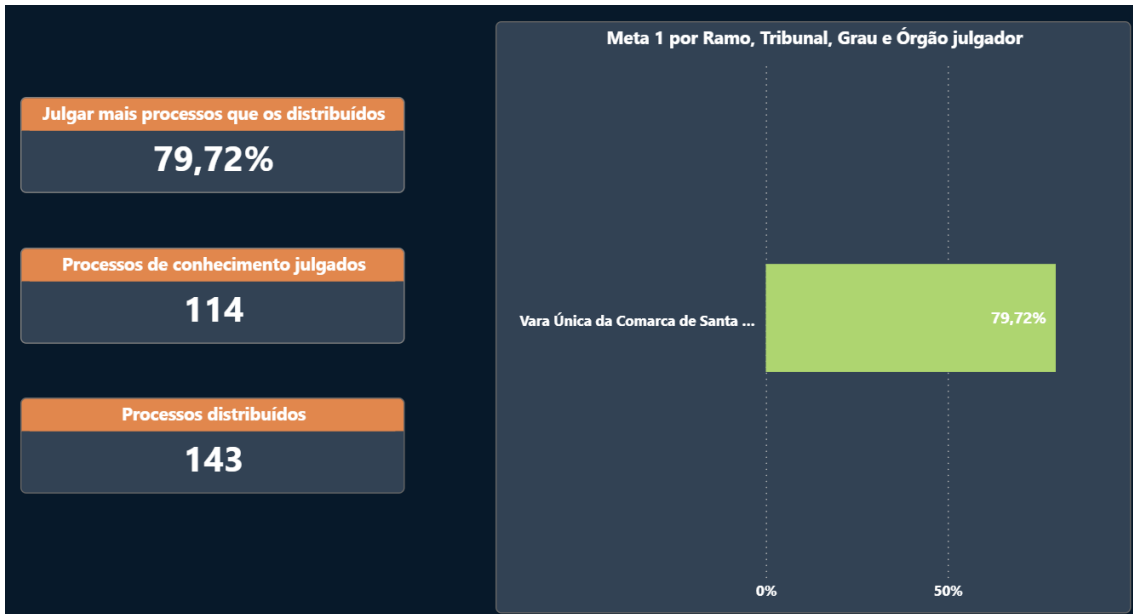 Julgar mais processos que os distribuídos
79,72%
Processos de conhecimento julgados
114
Processos distribuídos
143
Meta 1 por Ramo, Tribunal, Grau e Órgão julgador
Vara Única da Comarca de Santa ...
79,72%
0%
50%